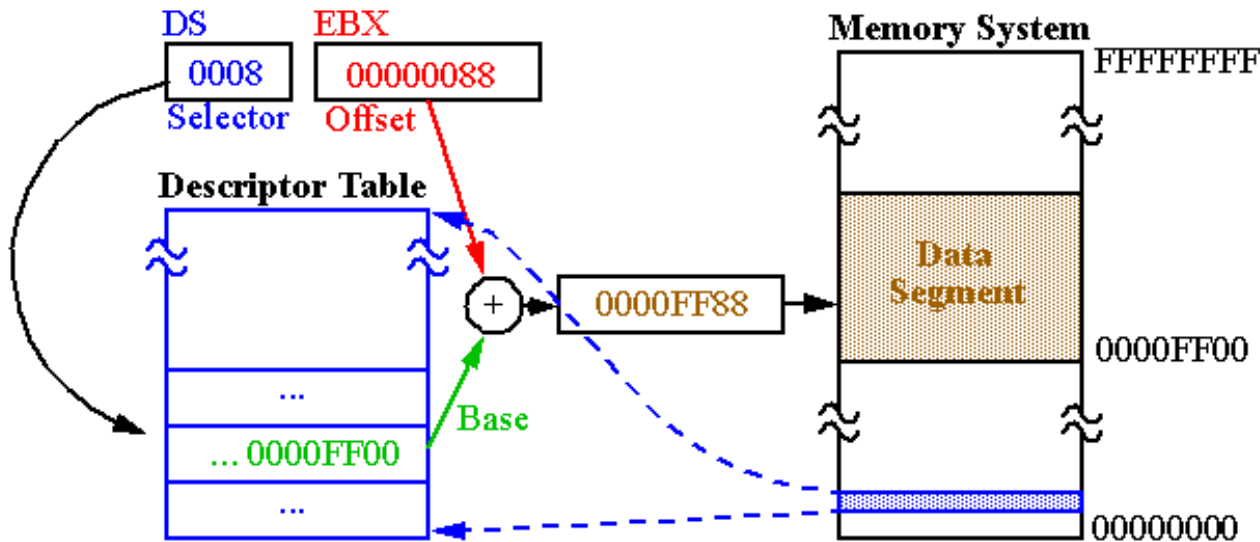 DS EBX
0008 00000088
Selector Offset
Memory System
FFFFFFFF
Descriptor Table
Data
Segment
+
0000FF88
0000FF00
...
Base
... 0000FF00
...
00000000